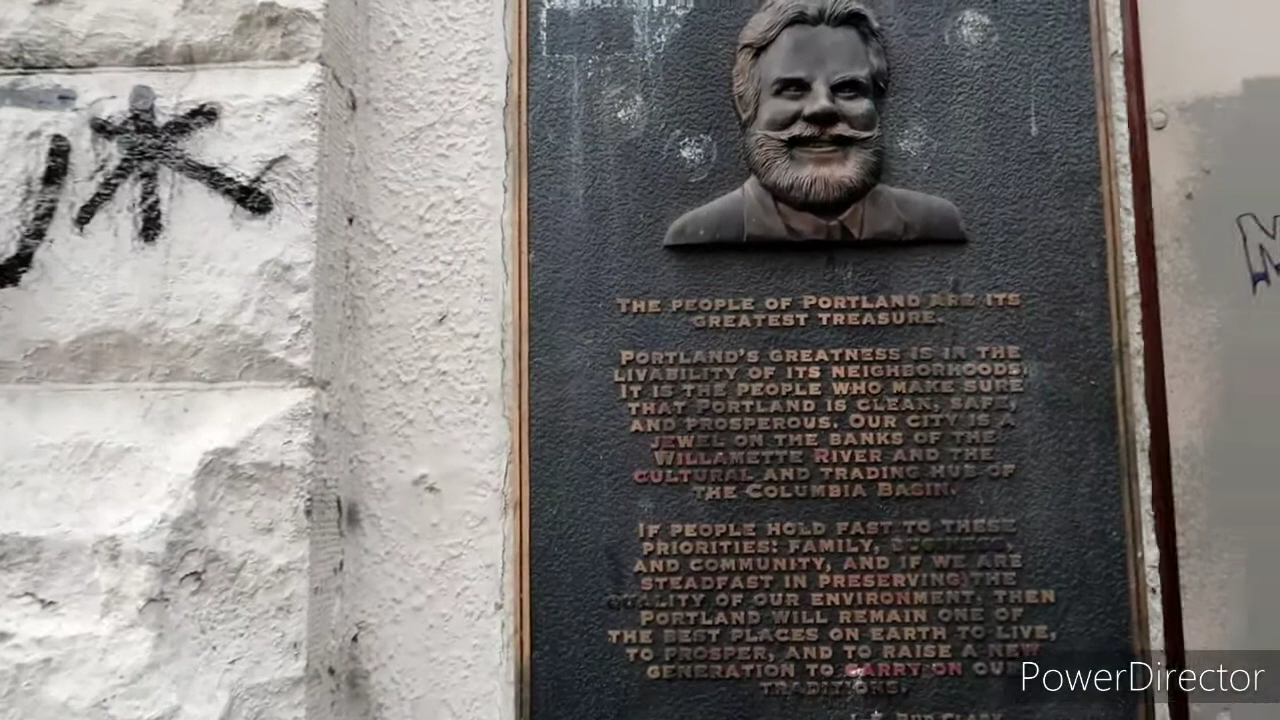 THE PEOPLE OF PORTLAND ARE ITS
GREATEST TREASURE.
PORTLAND'S GREATNESS IS IN THE
LIVABILITY OF ITS NEIGHBORHOODS.
IT IS THE PEOPLE WHO MAKE SURE
THAT PORTLAND IS CLEAN, SAFE,
AND PROSPEROUS. OUR CITY IS A
JEWEL ON THE BANKS OF THE
WILLAMETTE RIVER AND THE
CULTURAL AND TRADING HUB OF
THE COLUMBIA BASIN.
IF PEOPLE HOLD FAST TO THESE
PRIORITIES: FAMILY,
AND COMMUNITY, AND IF WE ARE
STEADFAST IN PRESERVING THE
QUALITY OF OUR ENVIRONMENT, THEN
PORTLAND WILL REMAIN ONE OF
THE BEST PLACES ON EARTH TO LIVE,
TO PROSPER, AND TO RAISE A NEW
GENERATION TO CARRY ON OUR
TRADITIONS.
PowerDirector